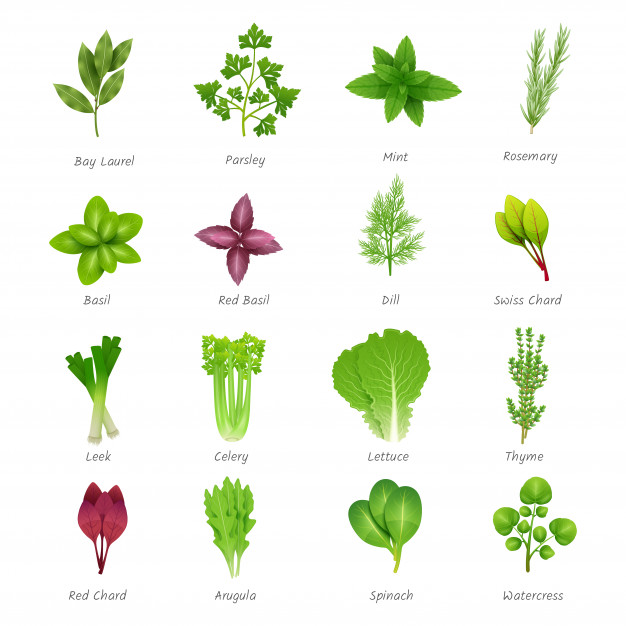 Bay Laurel
Parsley
Mint
Rosemary
Basil
Red Basil
Dill
Swiss Chard
Leek
Celery
Lettuce
Thyme
Red Chard
Arugula
Spinach
Watercress